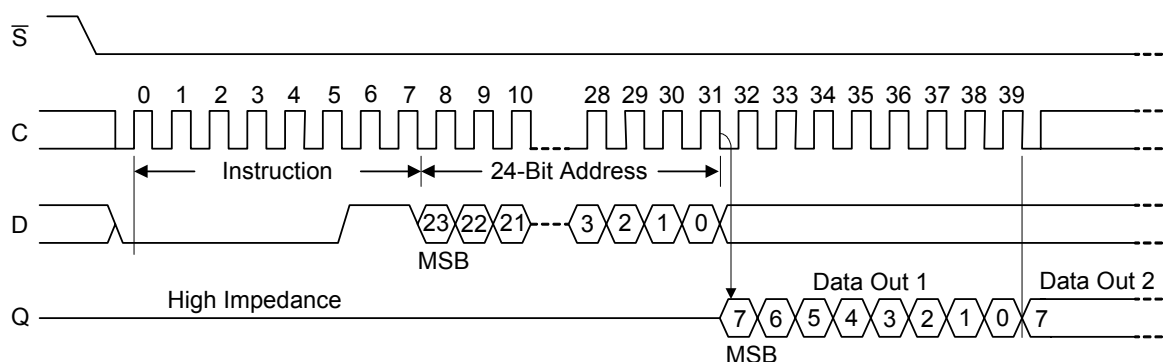 S
0 1 2 3 4 5 6 7 8 9 10 28 29 30 31 32 33 34 35 36 37 38 39
C
Instruction 24-Bit Address
D 23 22 21 3 2 1 0
MSB
High Impedance Data Out 1 Data Out 2
Q 7 6 5 4 3 2 1 0 7
MSB